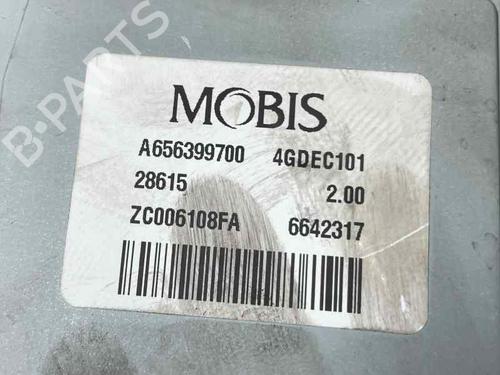 B-PARTS
MOBIS
A656399700 4GDEC101
28615 2.00
ZC006108FA 6642317